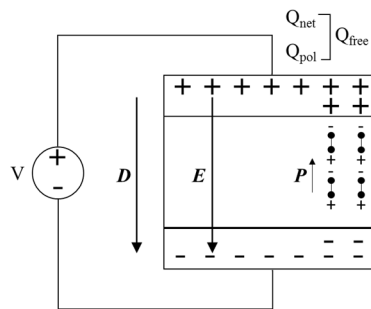 Q_net
Q_free
Q_pol
+ + + + + + +
+ +
V
+
-
D
E
P
- -
+ +
- -
+ +
- -
- - - - - - -